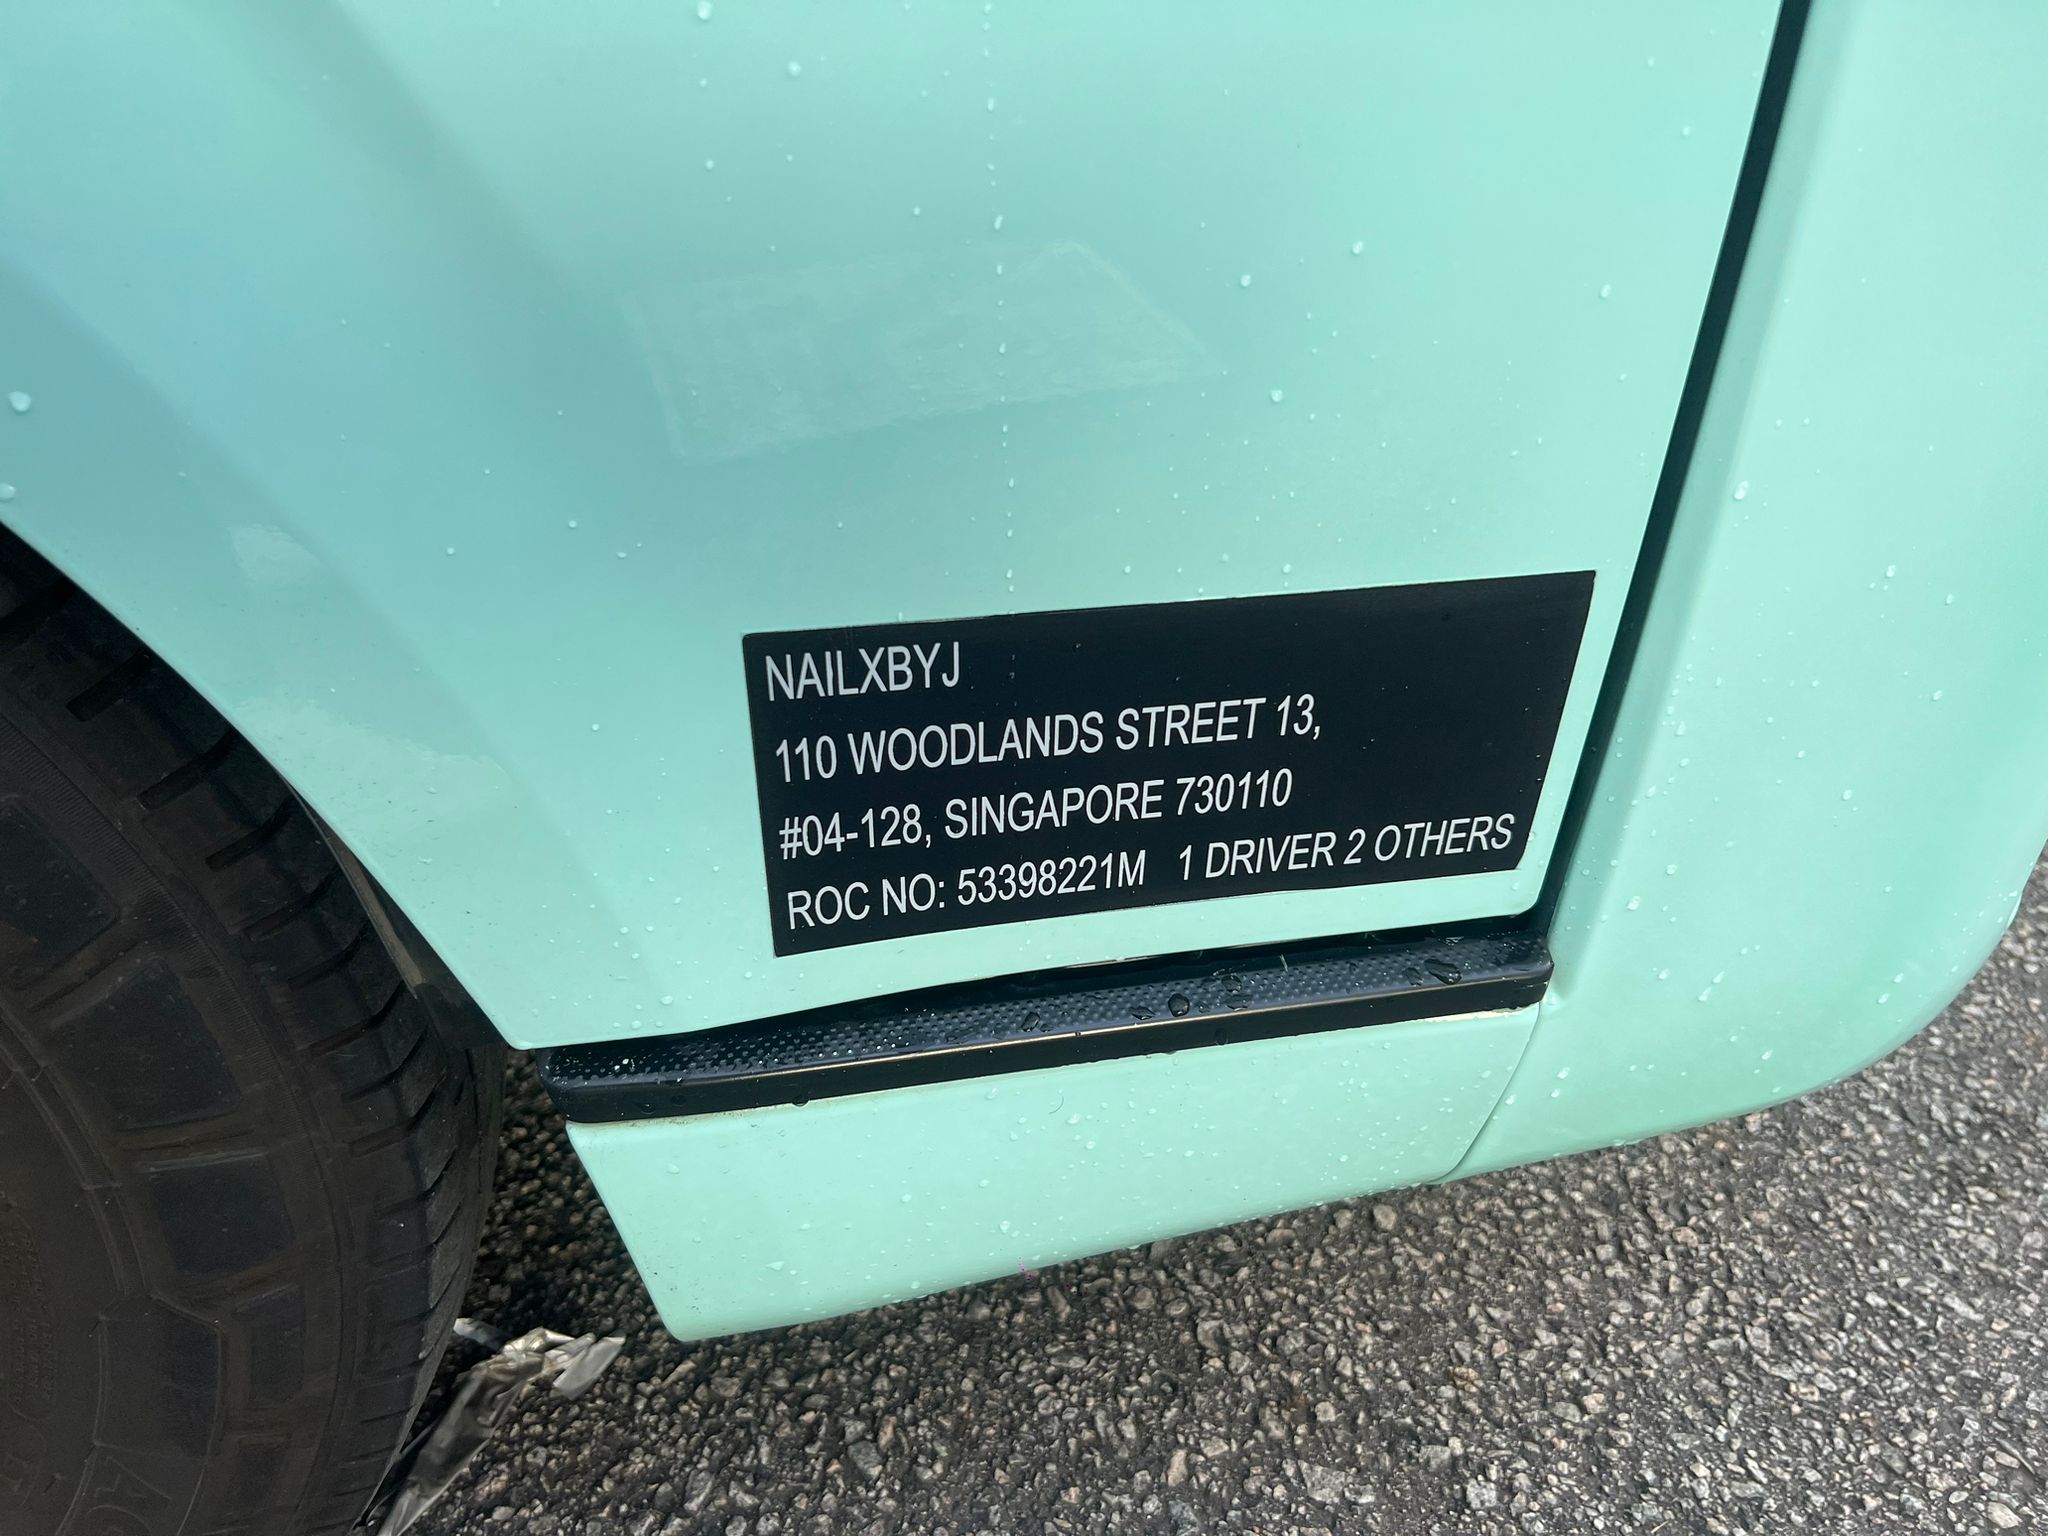 NAILXBYJ
110 WOODLANDS STREET 13,
#04-128, SINGAPORE 730110
ROC NO: 53398221M 1 DRIVER 2 OTHERS